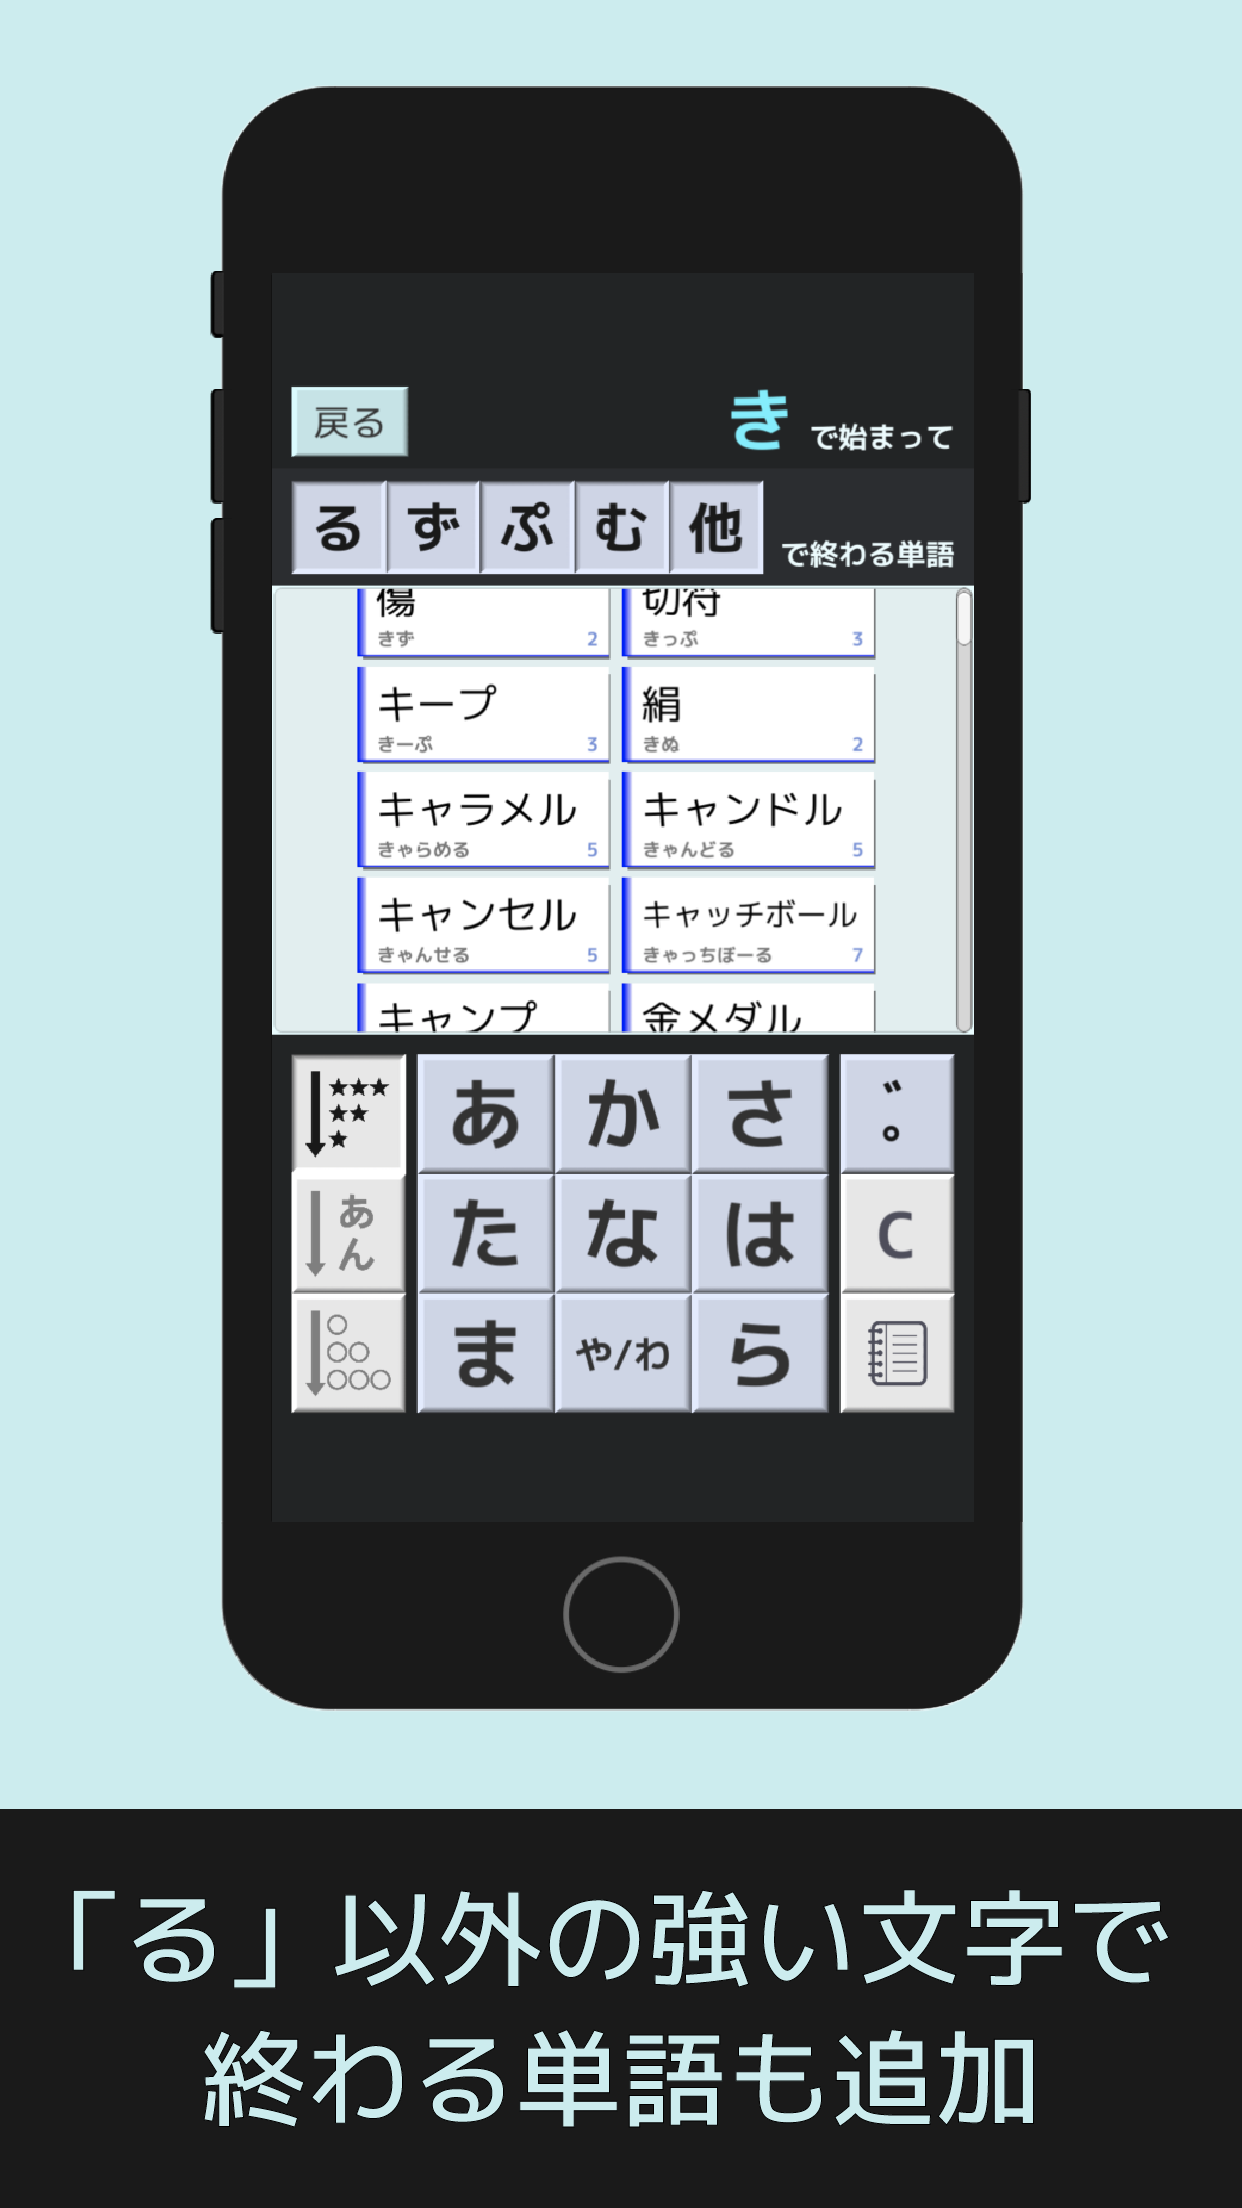 戻る
き で始まって
る ず ぷ む 他 で終わる単語
傷 切符
きず 2 きっぷ 3
キープ 絹
きーぷ 3 きぬ 2
キャラメル キャンドル
きゃらめる 5 きゃんどる 5
キャンセル キャッチボール
きゃんせる 5 きゃっちぼーる 7
キャンプ 金メダル
★★★ あ か さ ゛゜
★★
★
あん た な は C
ま や/わ ら
「る」以外の強い文字で
終わる単語も追加